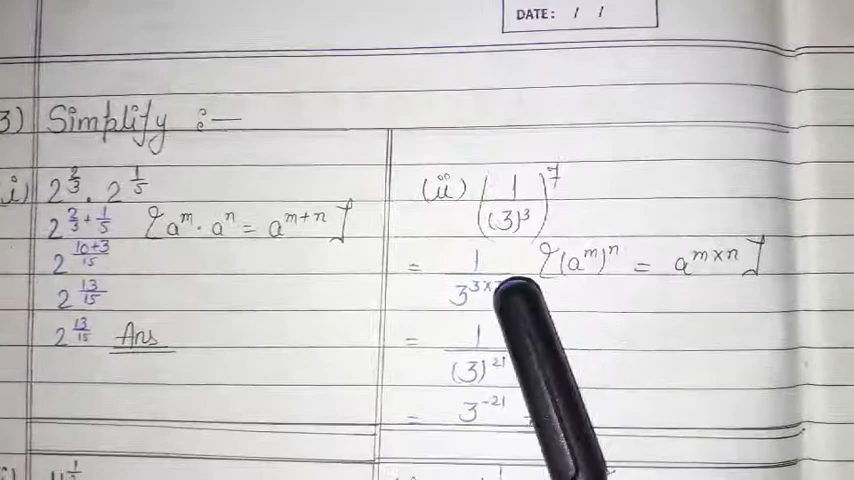 DATE: / /
3) Simplify :—
i) 2^{2/3} . 2^{1/5}
2^{2/3 + 1/5} [a^m . a^n = a^{m+n}]
2^{10+3/15}
2^{13/15}
2^{13/15} Ans
(ii) (1/(3)^3)^7
= 1/3^{3×7} [(a^m)^n = a^{m×n}]
= 1/(3)^{21}
= 3^{-21}